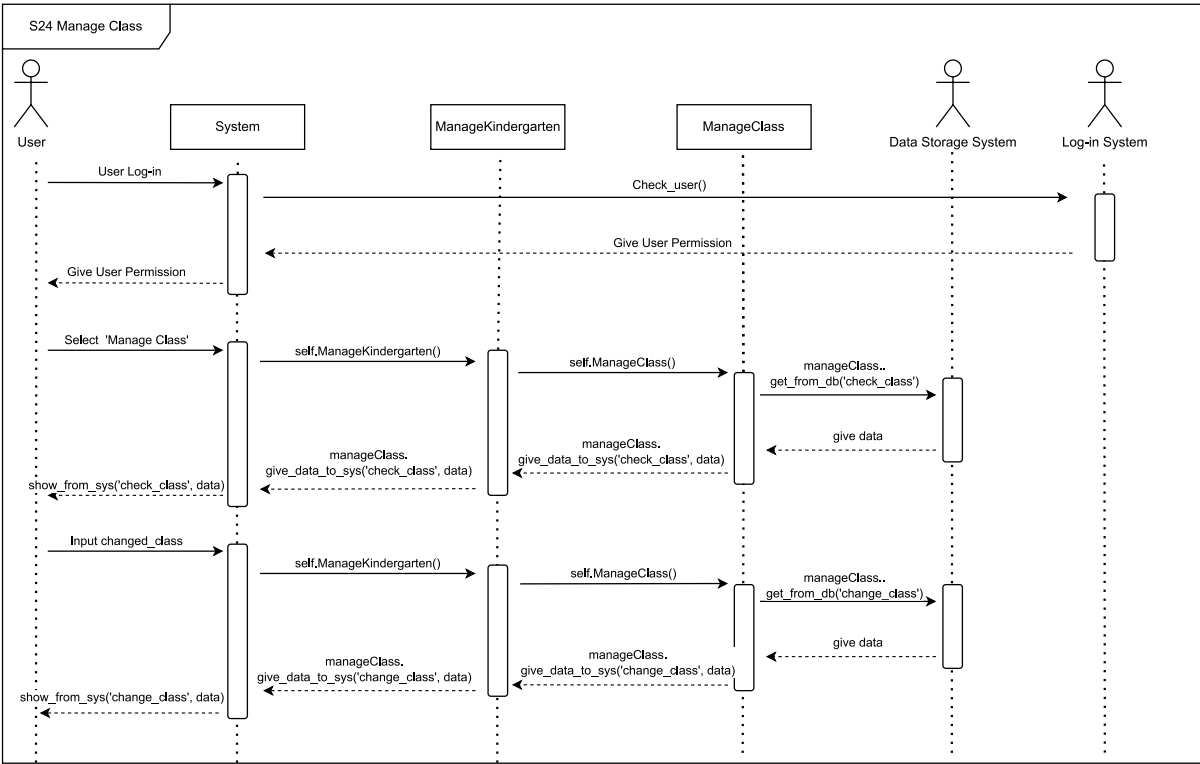 S24 Manage Class
User
System
ManageKindergarten
ManageClass
Data Storage System
Log-in System
User Log-in
Check_user()
Give User Permission
Give User Permission
Select 'Manage Class'
self.ManageKindergarten()
self.ManageClass()
manageClass..
get_from_db('check_class')
give data
manageClass.
give_data_to_sys('check_class', data)
manageClass.
give_data_to_sys('check_class', data)
show_from_sys('check_class', data)
Input changed_class
self.ManageKindergarten()
self.ManageClass()
manageClass..
get_from_db('change_class')
give data
manageClass.
give_data_to_sys('change_class', data)
manageClass.
give_data_to_sys('change_class', data)
show_from_sys('change_class', data)